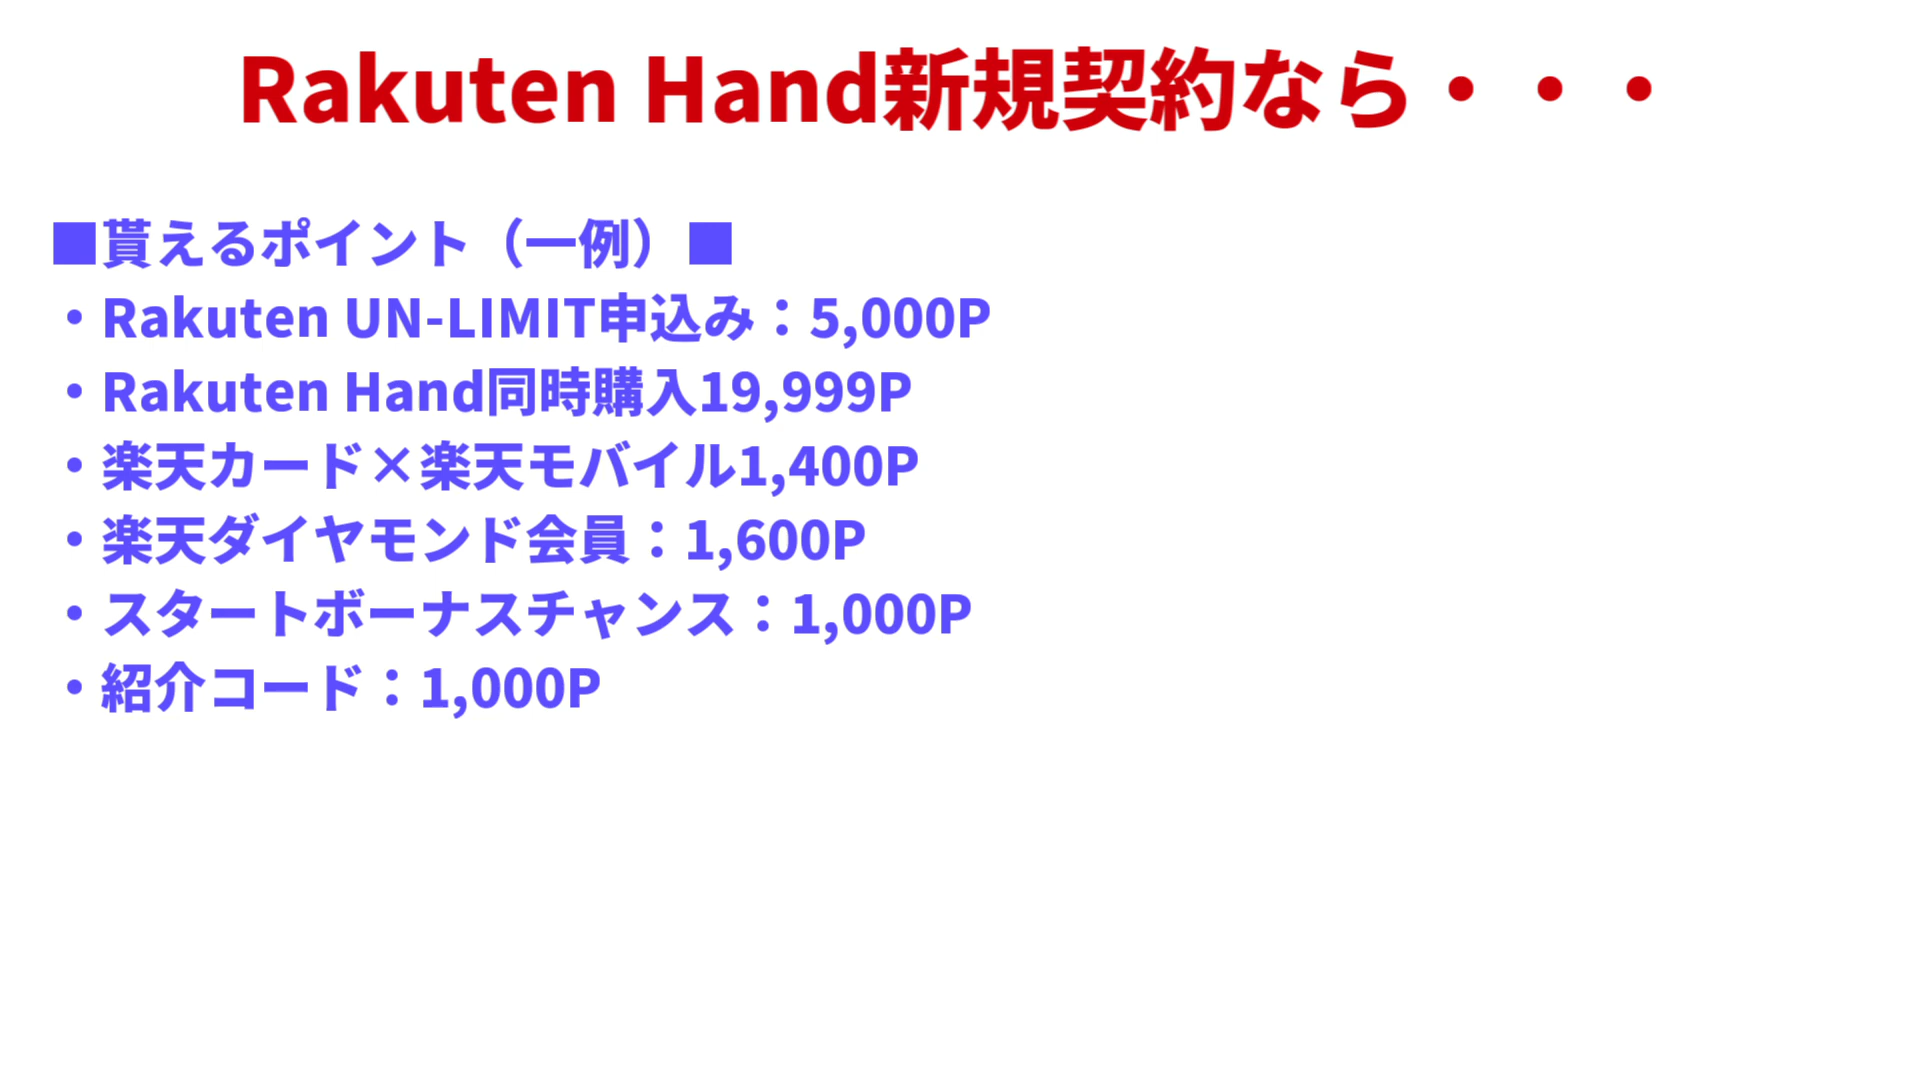 Rakuten Hand新規契約なら・・・
■貰えるポイント（一例）■
・Rakuten UN-LIMIT申込み：5,000P
・Rakuten Hand同時購入19,999P
・楽天カード×楽天モバイル1,400P
・楽天ダイヤモンド会員：1,600P
・スタートボーナスチャンス：1,000P
・紹介コード：1,000P